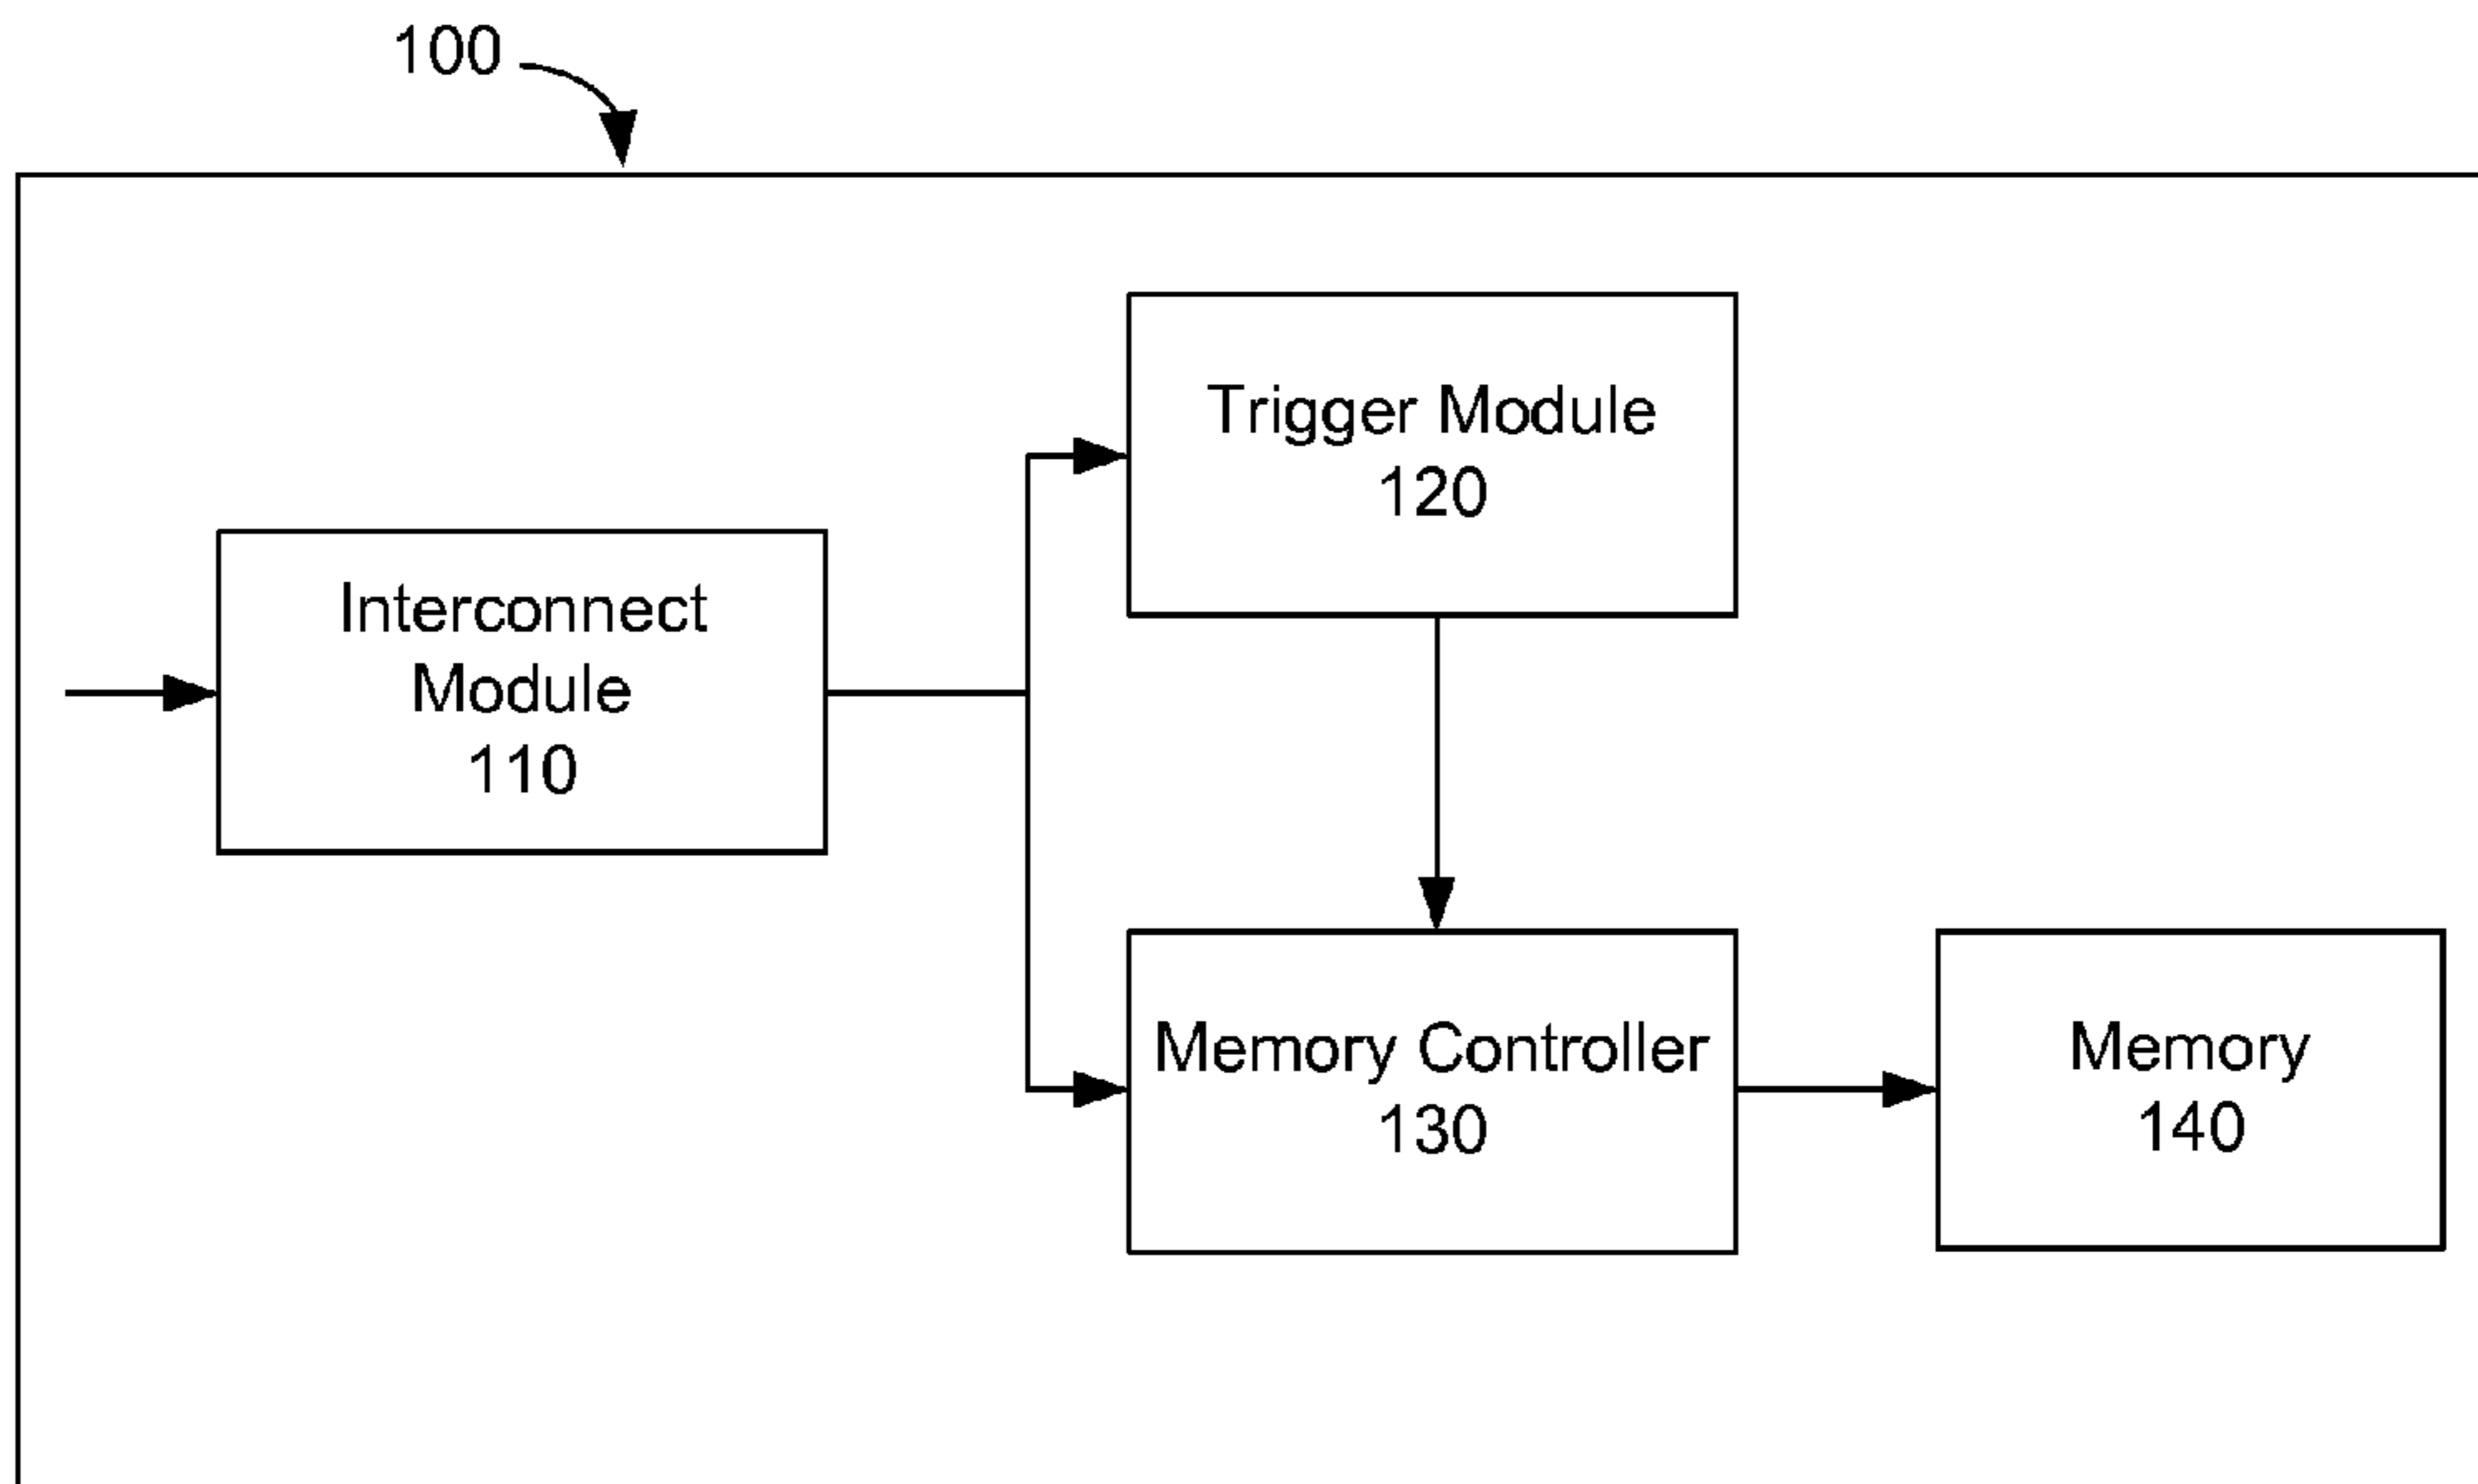 100
Trigger Module
120
Interconnect
Module
110
Memory Controller
130
Memory
140